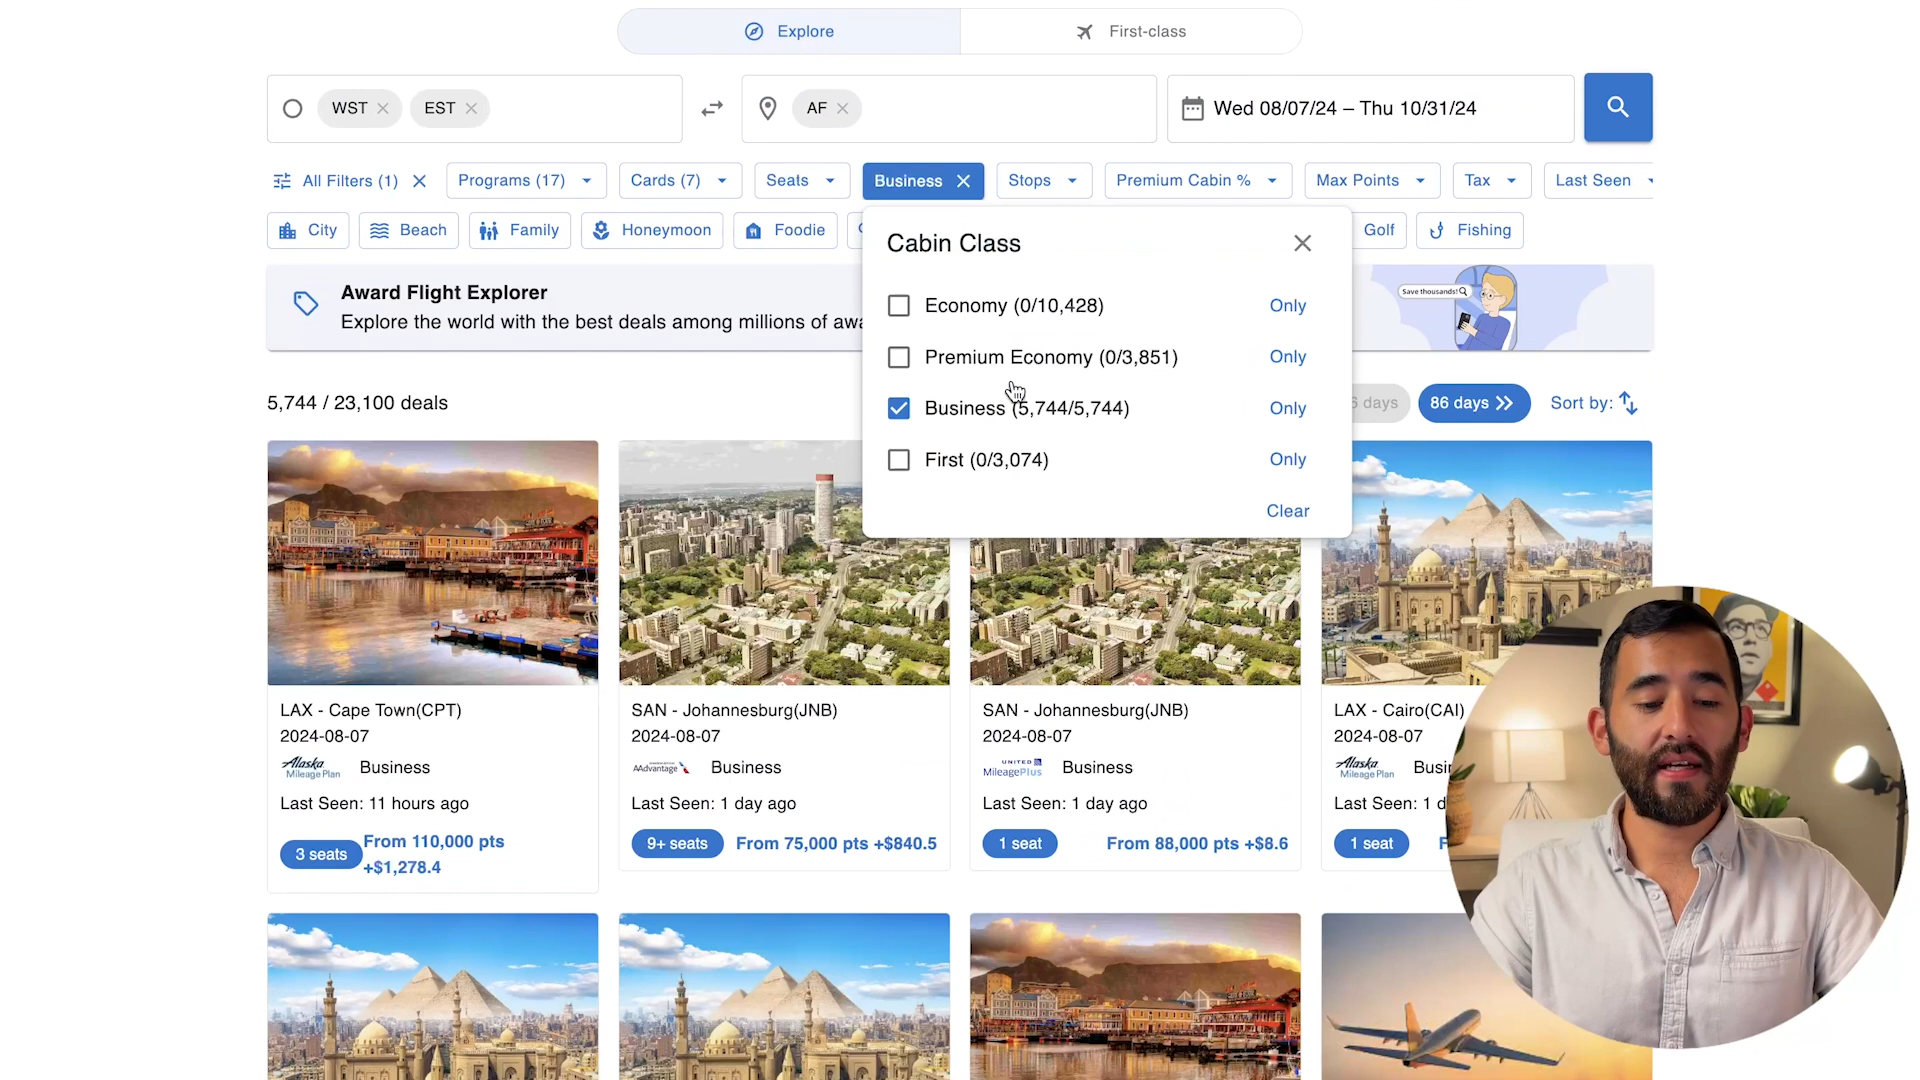 Explore
First-class
WST
EST
AF
Wed 08/07/24 – Thu 10/31/24
All Filters (1)
Programs (17)
Cards (7)
Seats
Business
Stops
Premium Cabin %
Max Points
Tax
Last Seen
City
Beach
Family
Honeymoon
Foodie
Golf
Fishing
Cabin Class
Economy (0/10,428)
Only
Premium Economy (0/3,851)
Only
Business (5,744/5,744)
Only
First (0/3,074)
Only
Clear
Award Flight Explorer
Explore the world with the best deals among millions of
Save thousands!
5,744 / 23,100 deals
days
86 days
Sort by:
LAX - Cape Town(CPT)
2024-08-07
Alaska
Mileage Plan
Business
Last Seen: 11 hours ago
3 seats
From 110,000 pts
+$1,278.4
SAN - Johannesburg(JNB)
2024-08-07
AAdvantage
Business
Last Seen: 1 day ago
9+ seats
From 75,000 pts +$840.5
SAN - Johannesburg(JNB)
2024-08-07
UNITED
MileagePlus
Business
Last Seen: 1 day ago
1 seat
From 88,000 pts +$8.6
LAX - Cairo(CAI)
2024-08-07
Alaska
Mileage Plan
Last Seen: 1
1 seat